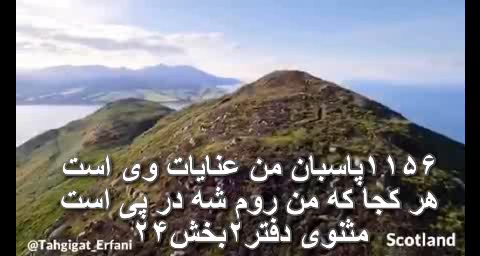 ۱۱۵۶پاسبان من عنایات وی است
هر کجا که من روم شه در پی است
مثنوی دفتر۲بخش۲۴
@Tahgigat_Erfani
Scotland